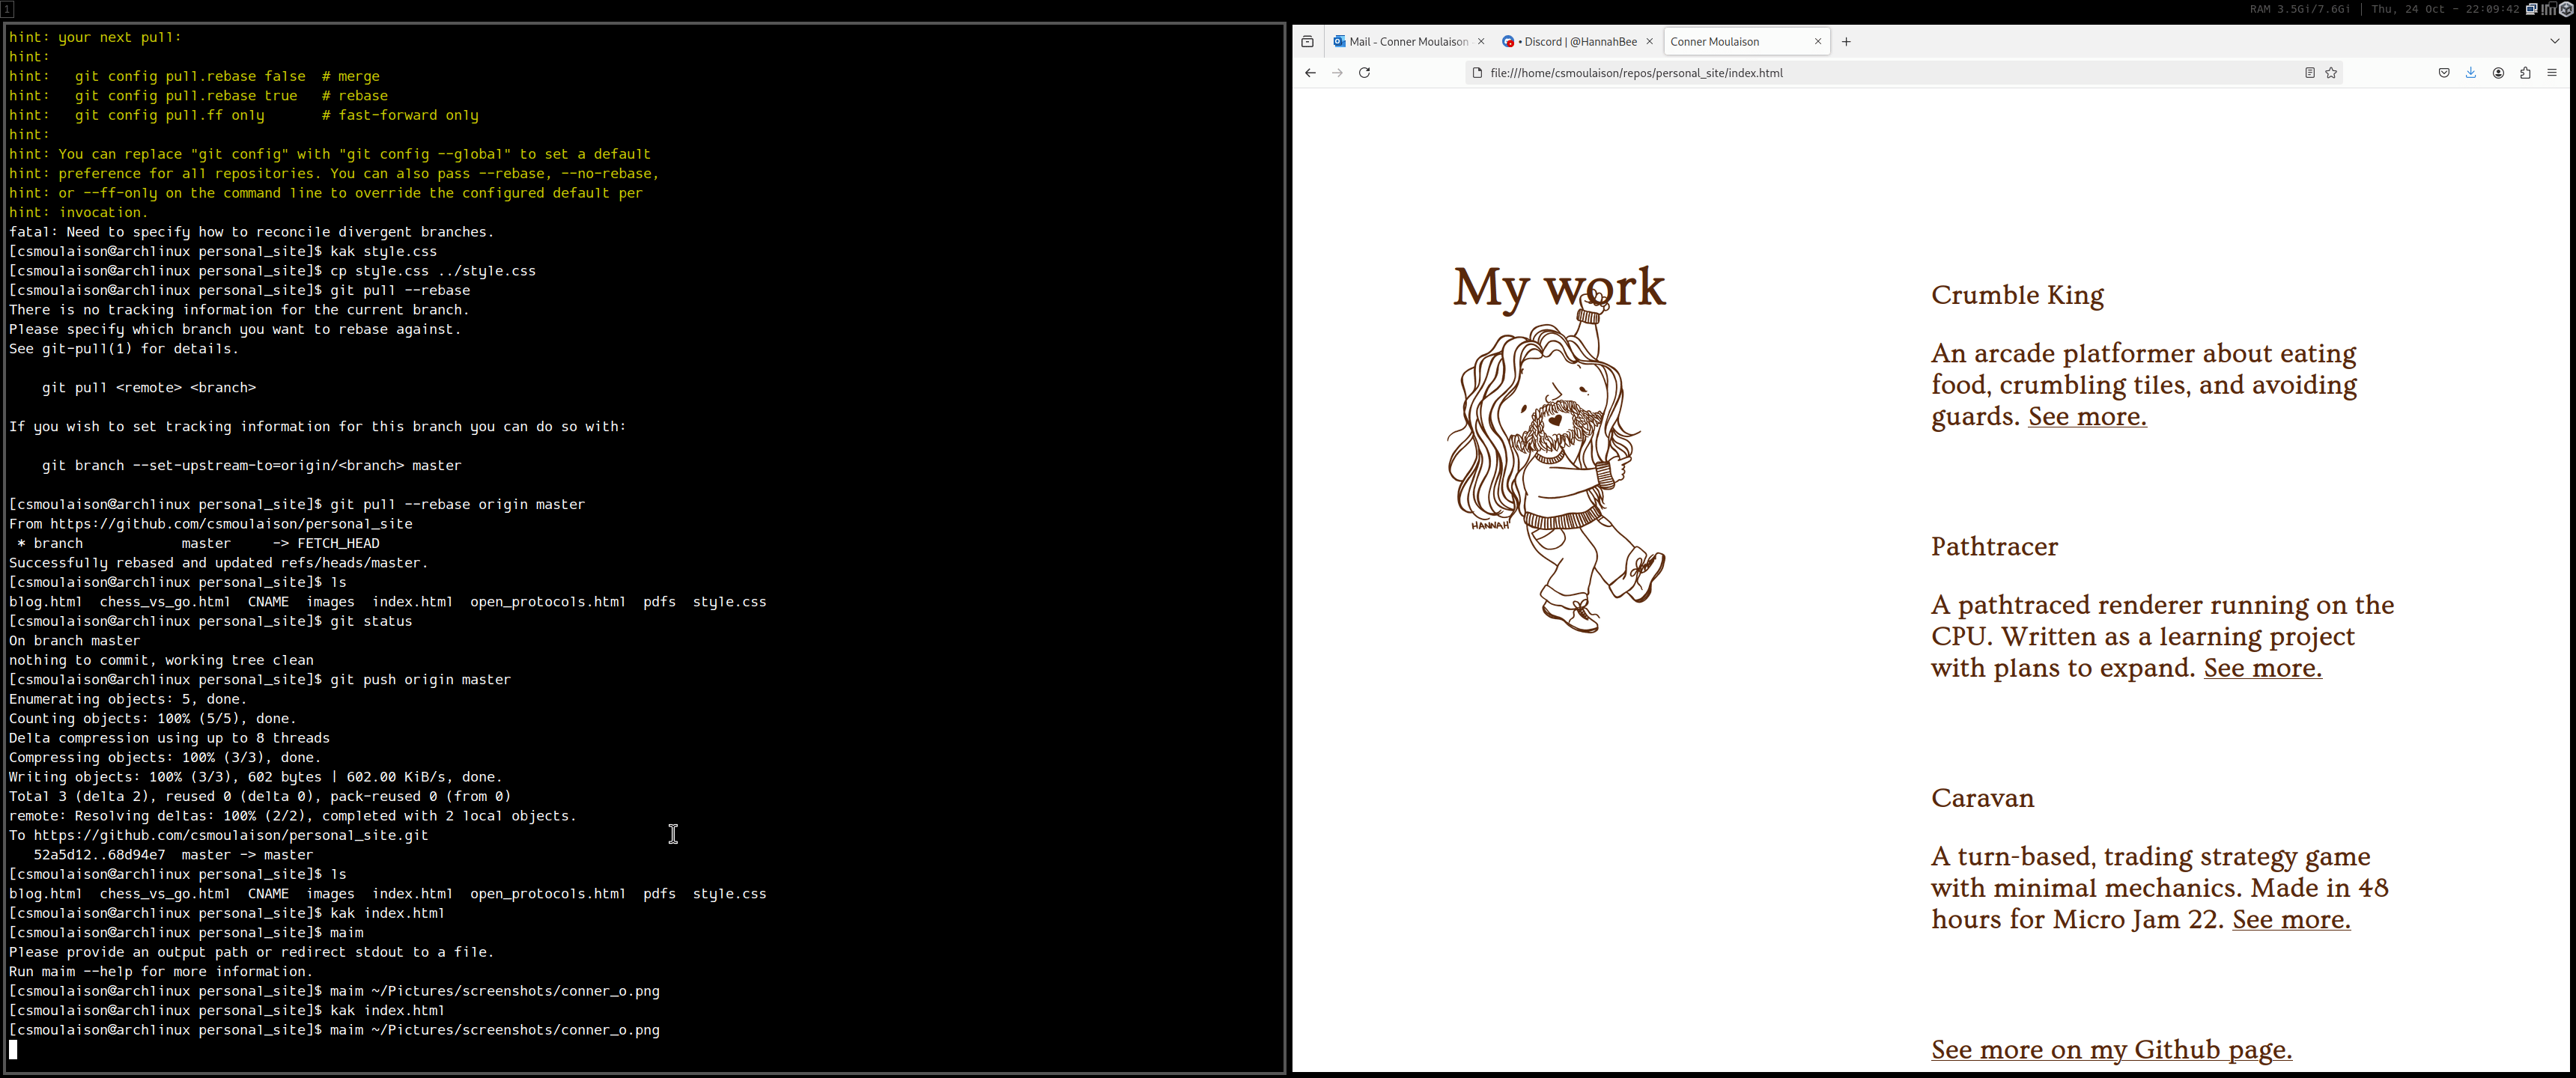 1
RAM 3.5Gi/7.6Gi | Thu, 24 Oct - 22:09:42
hint: your next pull:
hint:
hint:   git config pull.rebase false  # merge
hint:   git config pull.rebase true   # rebase
hint:   git config pull.ff only       # fast-forward only
hint:
hint: You can replace "git config" with "git config --global" to set a default
hint: preference for all repositories. You can also pass --rebase, --no-rebase,
hint: or --ff-only on the command line to override the configured default per
hint: invocation.
fatal: Need to specify how to reconcile divergent branches.
[csmoulaison@archlinux personal_site]$ kak style.css
[csmoulaison@archlinux personal_site]$ cp style.css ../style.css
[csmoulaison@archlinux personal_site]$ git pull --rebase
There is no tracking information for the current branch.
Please specify which branch you want to rebase against.
See git-pull(1) for details.
    git pull <remote> <branch>
If you wish to set tracking information for this branch you can do so with:
    git branch --set-upstream-to=origin/<branch> master
[csmoulaison@archlinux personal_site]$ git pull --rebase origin master
From https://github.com/csmoulaison/personal_site
 * branch            master     -> FETCH_HEAD
Successfully rebased and updated refs/heads/master.
[csmoulaison@archlinux personal_site]$ ls
blog.html  chess_vs_go.html  CNAME  images  index.html  open_protocols.html  pdfs  style.css
[csmoulaison@archlinux personal_site]$ git status
On branch master
nothing to commit, working tree clean
[csmoulaison@archlinux personal_site]$ git push origin master
Enumerating objects: 5, done.
Counting objects: 100% (5/5), done.
Delta compression using up to 8 threads
Compressing objects: 100% (3/3), done.
Writing objects: 100% (3/3), 602 bytes | 602.00 KiB/s, done.
Total 3 (delta 2), reused 0 (delta 0), pack-reused 0 (from 0)
remote: Resolving deltas: 100% (2/2), completed with 2 local objects.
To https://github.com/csmoulaison/personal_site.git
   52a5d12..68d94e7  master -> master
[csmoulaison@archlinux personal_site]$ ls
blog.html  chess_vs_go.html  CNAME  images  index.html  open_protocols.html  pdfs  style.css
[csmoulaison@archlinux personal_site]$ kak index.html
[csmoulaison@archlinux personal_site]$ maim
Please provide an output path or redirect stdout to a file.
Run maim --help for more information.
[csmoulaison@archlinux personal_site]$ maim ~/Pictures/screenshots/conner_o.png
[csmoulaison@archlinux personal_site]$ kak index.html
[csmoulaison@archlinux personal_site]$ maim ~/Pictures/screenshots/conner_o.png
Mail - Conner Moulaison
• Discord | @HannahBee
Conner Moulaison
file:///home/csmoulaison/repos/personal_site/index.html
My work
HANNAH
Crumble King
An arcade platformer about eating
food, crumbling tiles, and avoiding
guards. See more.
Pathtracer
A pathtraced renderer running on the
CPU. Written as a learning project
with plans to expand. See more.
Caravan
A turn-based, trading strategy game
with minimal mechanics. Made in 48
hours for Micro Jam 22. See more.
See more on my Github page.